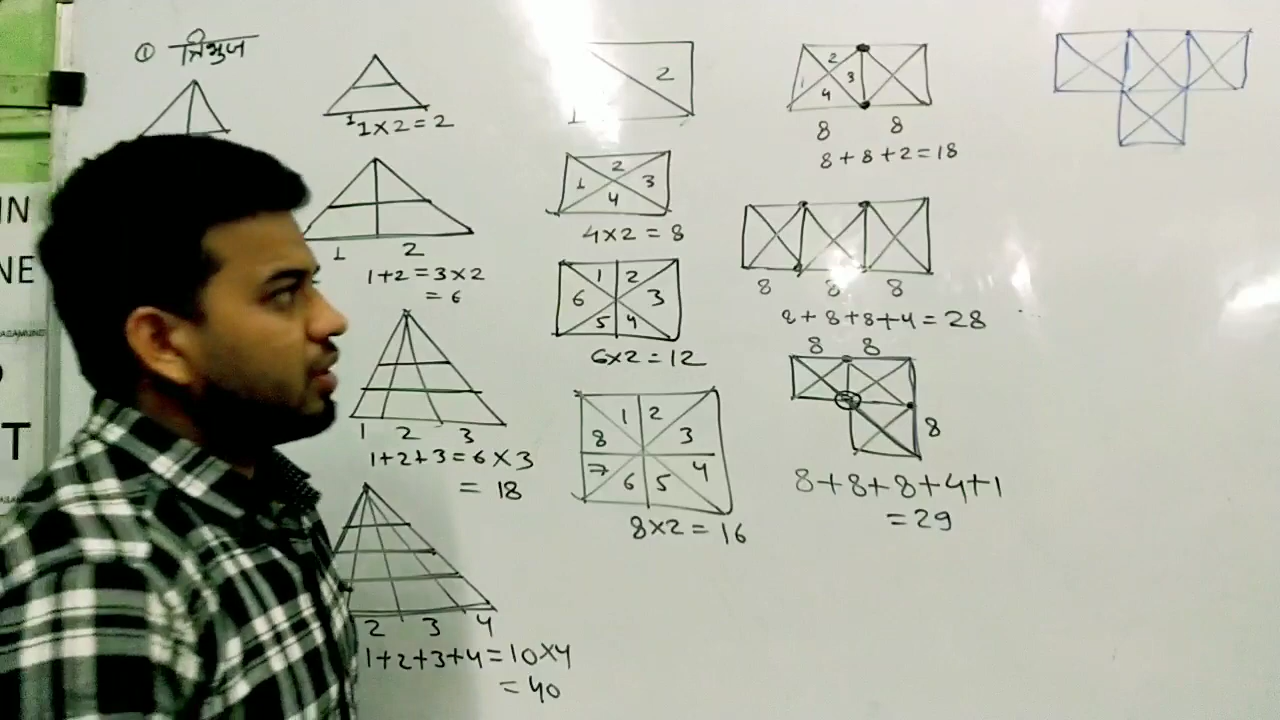 ① त्रिभुज
1
1×2=2
1 2
1+2=3×2
=6
1 2 3
1+2+3=6×3
= 18
2 3 4
1+2+3+4=10×4
=40
2
1
1 2 3 4
4×2=8
1 2 3 4 5 6
6×2=12
1 2 3 4 5 6 7 8
8×2=16
1 2 3 4
8 8
8+8+2=18
8 8 8
8+8+8+4=28
8 8
8
8+8+8+4+1
=29
IN
NE
T